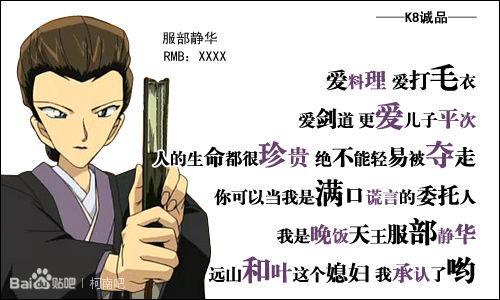 K8诚品
服部静华
RMB：XXXX
爱料理 爱打毛衣
爱剑道 更爱儿子平次
人的生命都很珍贵 绝不能轻易被夺走
你可以当我是满口谎言的委托人
我是晚饭天王服部静华
远山和叶这个媳妇 我承认了哟
Bai du 贴吧 | 柯南吧